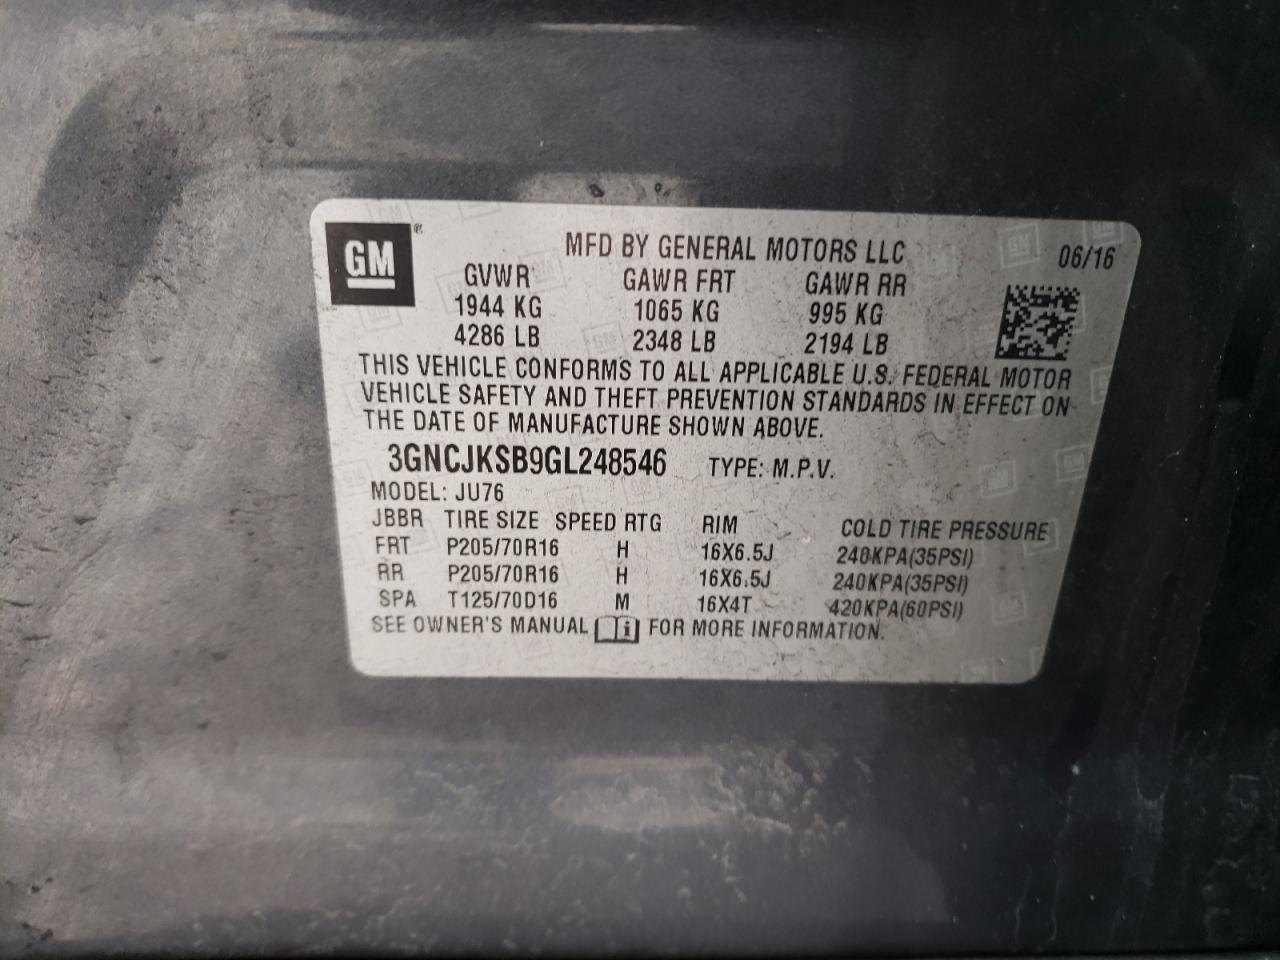 GM
MFD BY GENERAL MOTORS LLC 06/16
GVWR GAWR FRT GAWR RR
1944 KG 1065 KG 995 KG
4286 LB 2348 LB 2194 LB
THIS VEHICLE CONFORMS TO ALL APPLICABLE U.S. FEDERAL MOTOR
VEHICLE SAFETY AND THEFT PREVENTION STANDARDS IN EFFECT ON
THE DATE OF MANUFACTURE SHOWN ABOVE.
3GNCJKSB9GL248546 TYPE: M.P.V.
MODEL: JU76
JBBR TIRE SIZE SPEED RTG RIM COLD TIRE PRESSURE
FRT P205/70R16 H 16X6.5J 240KPA(35PSI)
RR P205/70R16 H 16X6.5J 240KPA(35PSI)
SPA T125/70D16 M 16X4T 420KPA(60PSI)
SEE OWNER'S MANUAL FOR MORE INFORMATION.